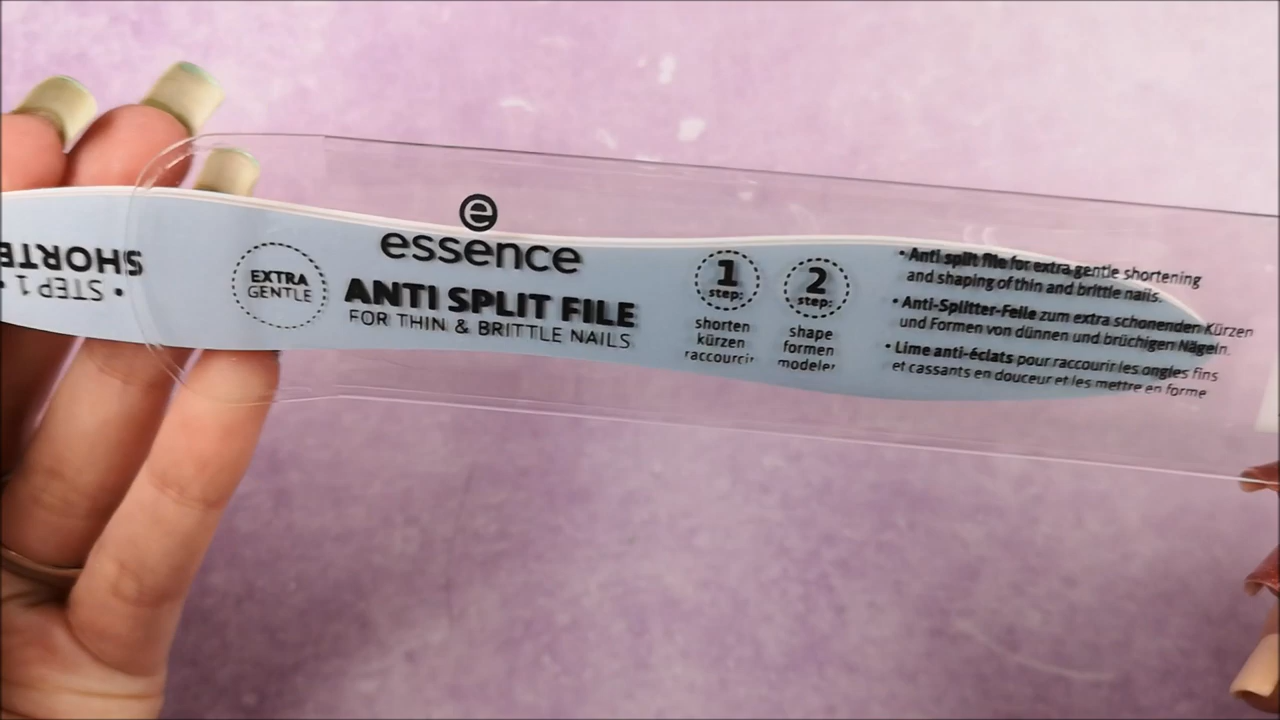 SHORTE
• STEP 1 •
EXTRA
GENTLE
e
essence
ANTI SPLIT FILE
FOR THIN & BRITTLE NAILS
1
step:
shorten
kürzen
raccourcir
2
step:
shape
formen
modeler
• Anti split file for extra gentle shortening
and shaping of thin and brittle nails.
• Anti-Splitter-Feile zum extra schonenden Kürzen
und Formen von dünnen und brüchigen Nägeln.
• Lime anti-éclats pour raccourir les ongles fins
et cassants en douceur et les mettre en forme